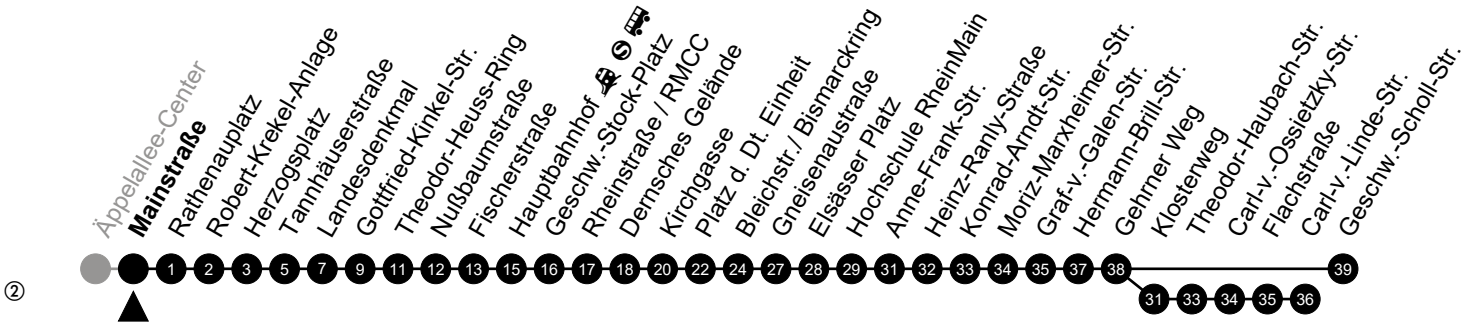 Äppelallee-Center
Mainstraße
Rathenauplatz
Robert-Krekel-Anlage
Herzogsplatz
Tannhäuserstraße
Landesdenkmal
Gottfried-Kinkel-Str.
Theodor-Heuss-Ring
Nußbaumstraße
Fischerstraße
Hauptbahnhof S
Geschw.-Stock-Platz
Rheinstraße / RMCC
Dernsches Gelände
Kirchgasse
Platz d. Dt. Einheit
Bleichstr./ Bismarckring
Gneisenaustraße
Elsässer Platz
Hochschule RheinMain
Anne-Frank-Str.
Heinz-Ranly-Straße
Konrad-Arndt-Str.
Moriz-Marxheimer-Str.
Graf-v.-Galen-Str.
Hermann-Brill-Str.
Gehrner Weg
Klosterweg
Theodor-Haubach-Str.
Carl-v.-Ossietzky-Str.
Flachstraße
Carl-v.-Linde-Str.
Geschw.-Scholl-Str.
1 2 3 5 7 9 11 12 13 15 16 17 18 20 22 24 27 28 29 31 32 33 34 35 37 38 39
② 31 33 34 35 36